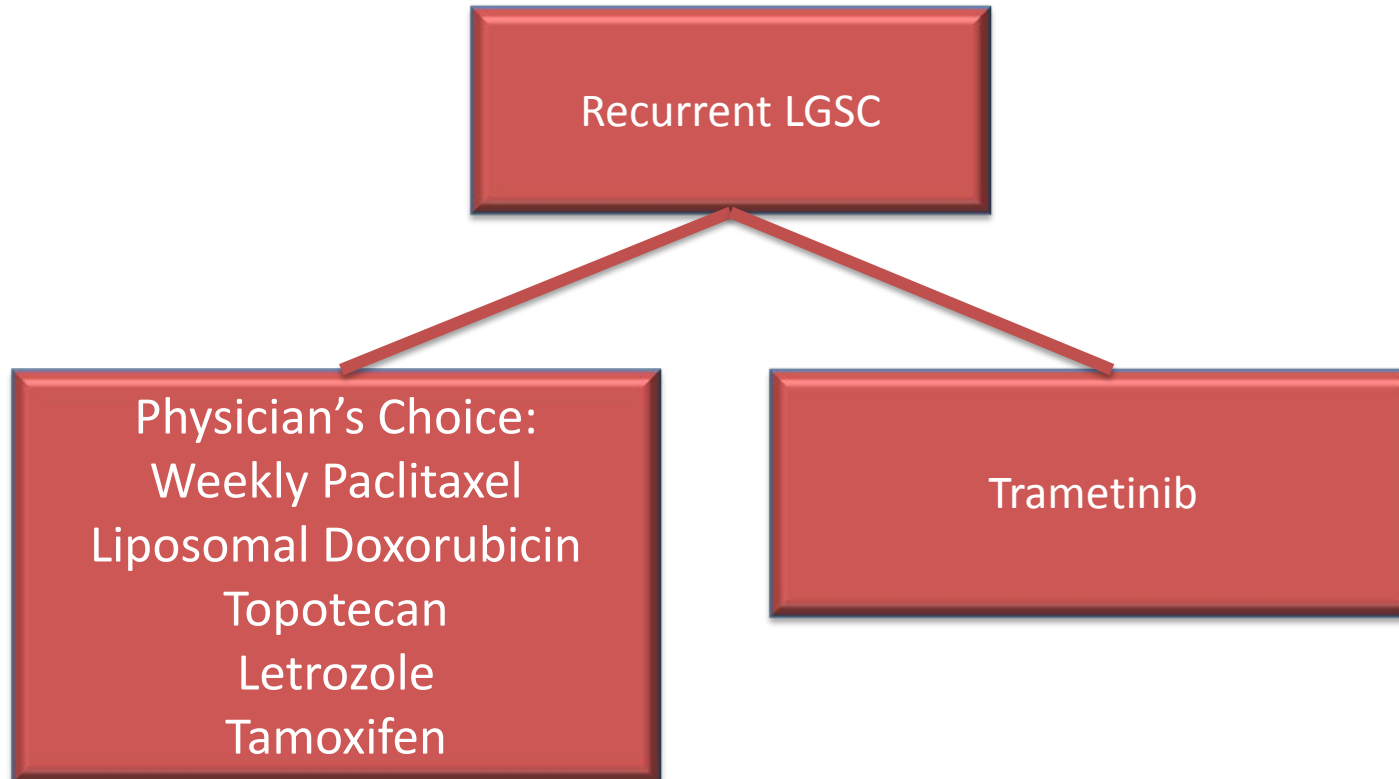 Recurrent LGSC
Physician’s Choice:
Weekly Paclitaxel
Liposomal Doxorubicin
Topotecan
Letrozole
Tamoxifen
Trametinib